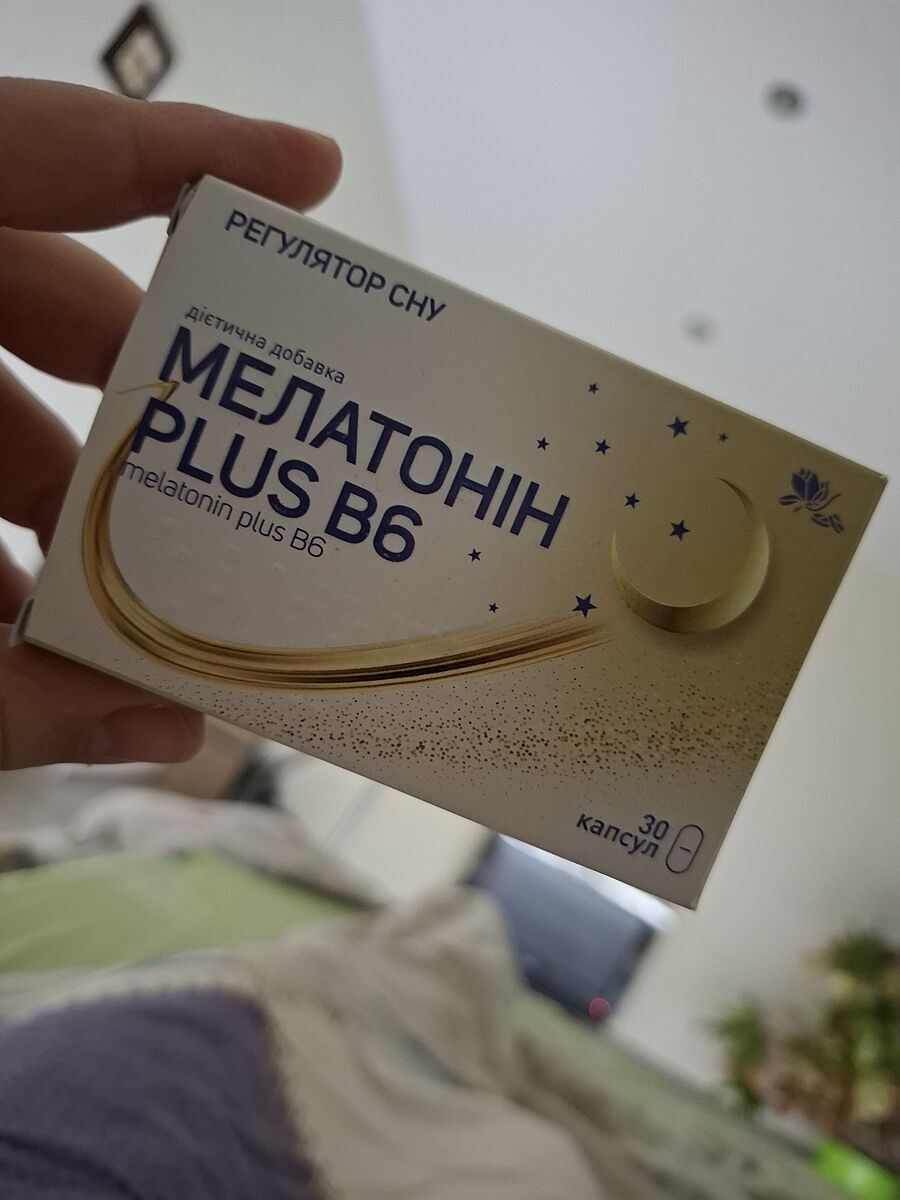 РЕГУЛЯТОР СНУ
дієтична добавка
МЕЛАТОНІН
PLUS B6
melatonin plus B6
30
капсул